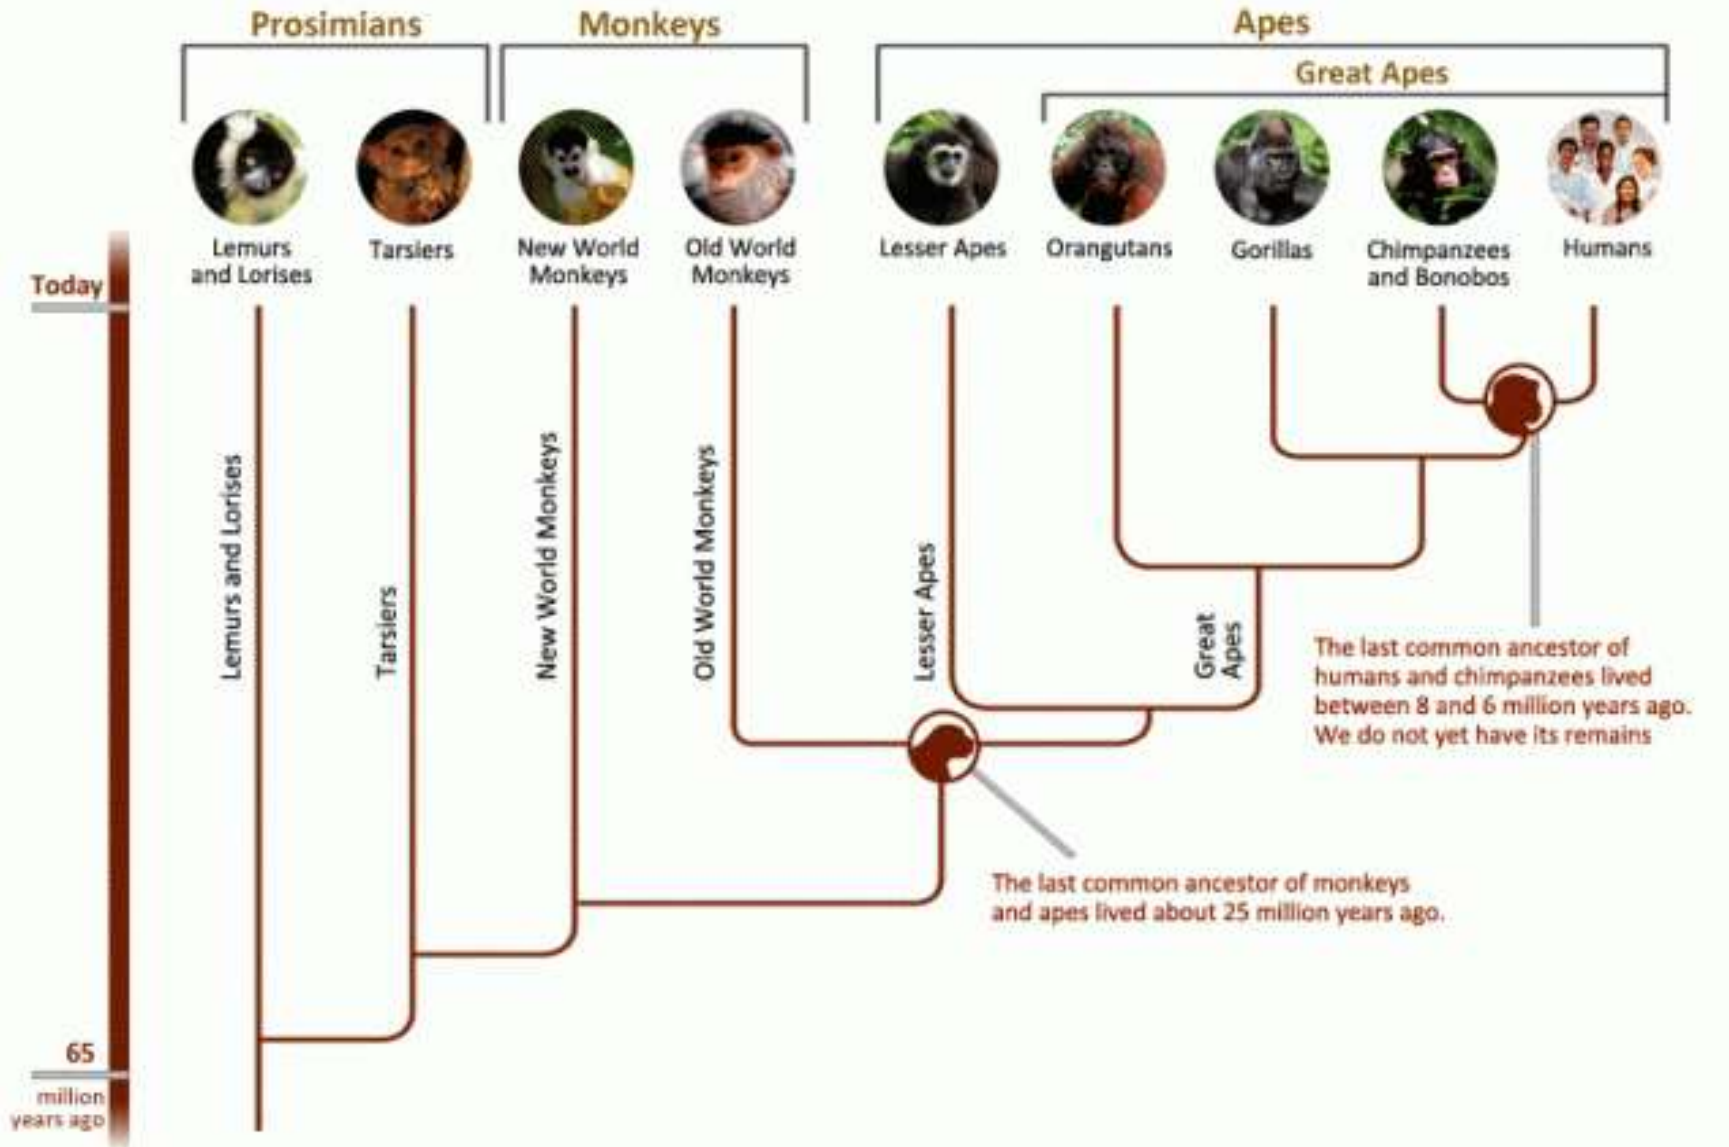 Prosimians
Monkeys
Apes
Great Apes
Lemurs
and Lorises
Tarsiers
New World
Monkeys
Old World
Monkeys
Lesser Apes
Orangutans
Gorillas
Chimpanzees
and Bonobos
Humans
Today
Lemurs and Lorises
Tarsiers
New World Monkeys
Old World Monkeys
Lesser Apes
Great
Apes
The last common ancestor of
humans and chimpanzees lived
between 8 and 6 million years ago.
We do not yet have its remains
The last common ancestor of monkeys
and apes lived about 25 million years ago.
65
million
years ago